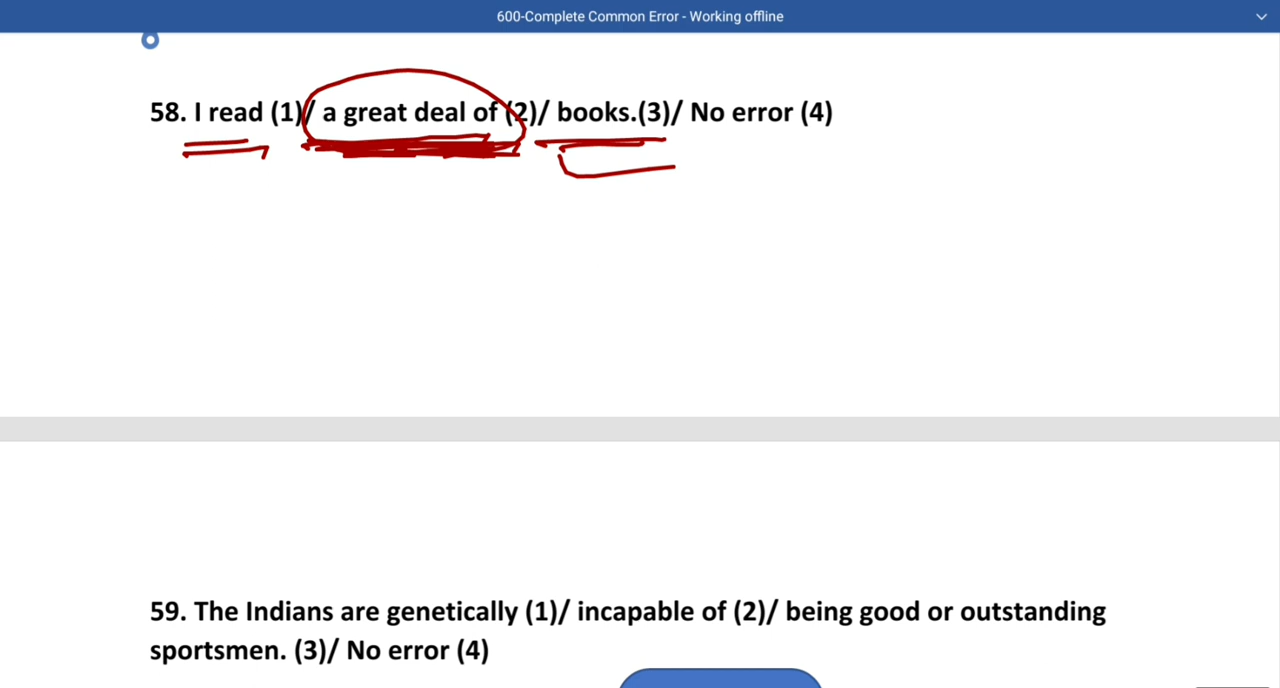 600-Complete Common Error - Working offline
58. I read (1)/ a great deal of (2)/ books.(3)/ No error (4)
59. The Indians are genetically (1)/ incapable of (2)/ being good or outstanding
sportsmen. (3)/ No error (4)